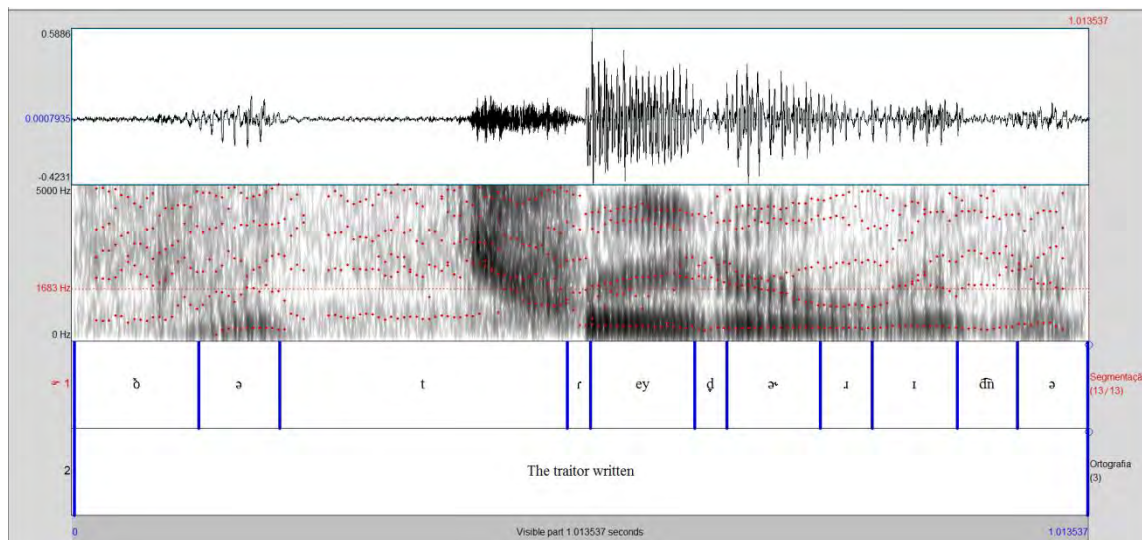 1.013537
0.5886
0.0007935
-0.4231
5000 Hz
1683 Hz
0 Hz
1 ð ə t ɾ ey d̥ ɚ ɹ ɪ d͡n ə
Segmentaçã
(13 / 13)
2 The traitor written
Ortografia
(3)
0 Visible part 1.013537 seconds 1.013537